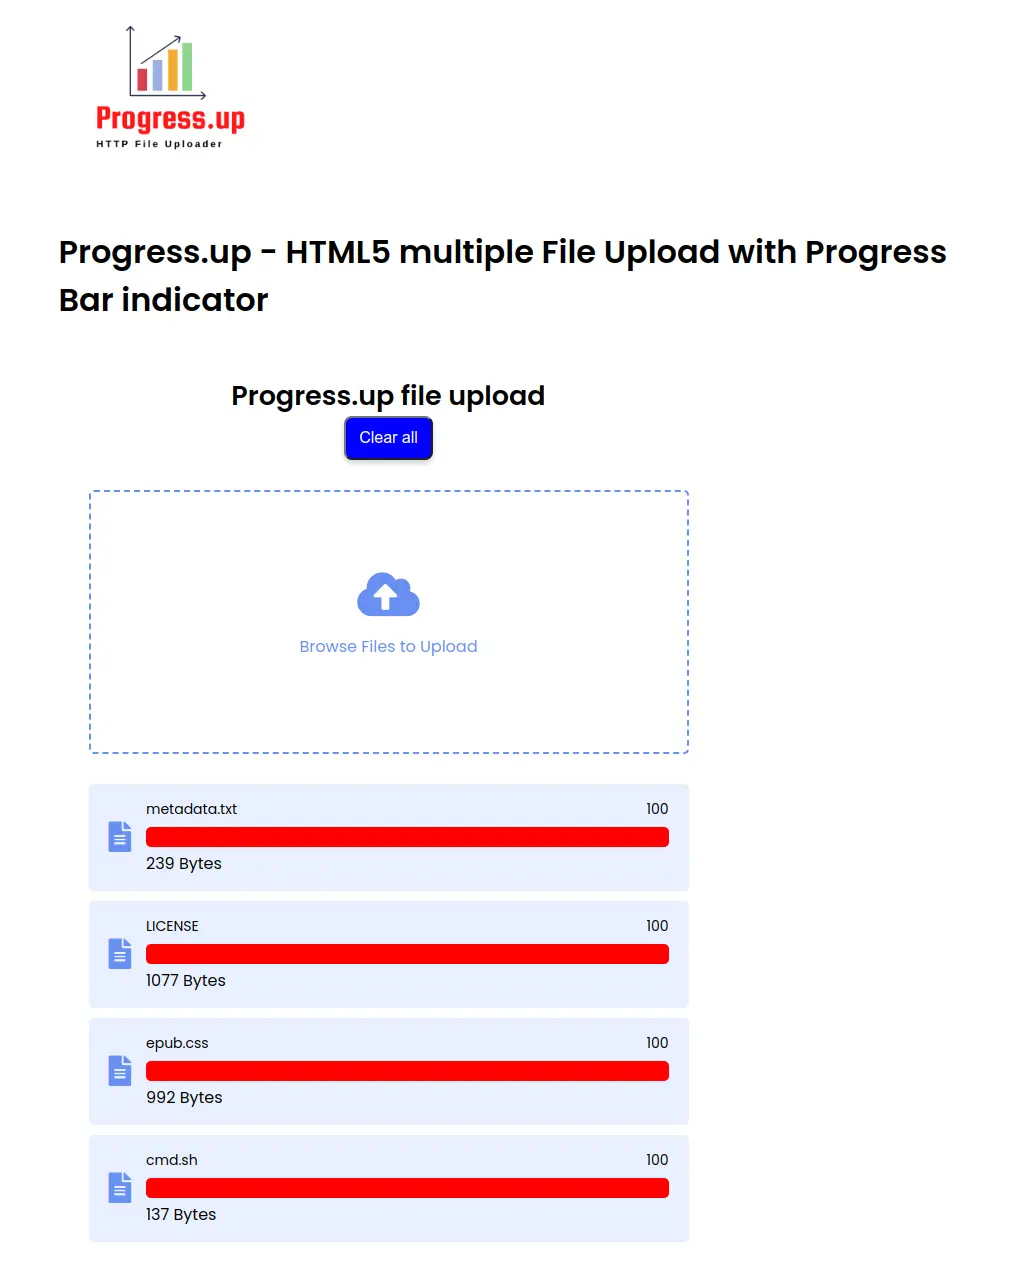 Progress.up
HTTP File Uploader
Progress.up - HTML5 multiple File Upload with Progress
Bar indicator
Progress.up file upload
Clear all
Browse Files to Upload
metadata.txt 100
239 Bytes
LICENSE 100
1077 Bytes
epub.css 100
992 Bytes
cmd.sh 100
137 Bytes